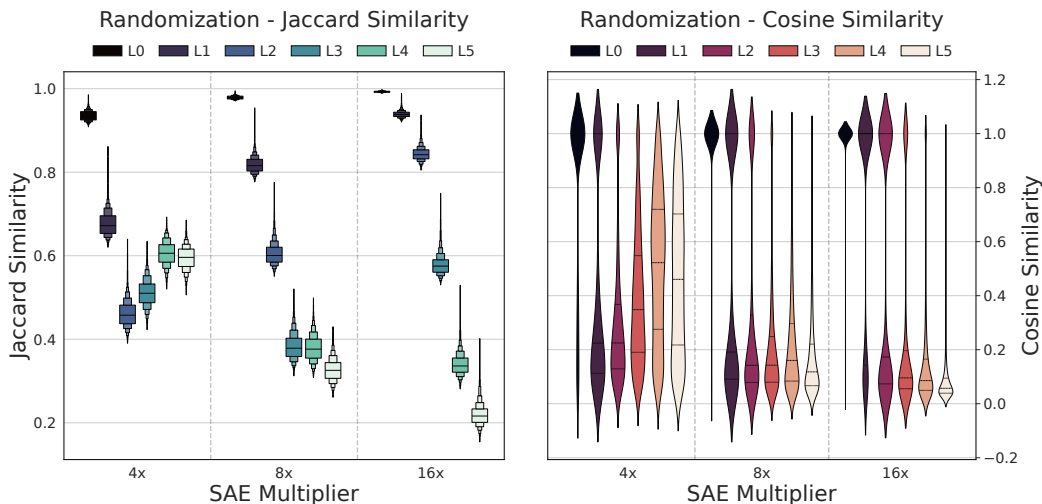 Randomization - Jaccard Similarity
L0 L1 L2 L3 L4 L5
Jaccard Similarity
1.0
0.8
0.6
0.4
0.2
4x 8x 16x
SAE Multiplier
Randomization - Cosine Similarity
L0 L1 L2 L3 L4 L5
1.2
1.0
0.8
0.6
0.4
0.2
0.0
−0.2
Cosine Similarity
4x 8x 16x
SAE Multiplier